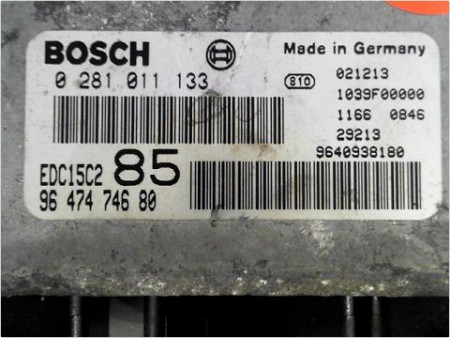 BOSCH Made in Germany
0 281 011 133 810 021213
1039F00000
1166 0846
29213
EDC15C2 85 9640938180
96 474 746 80